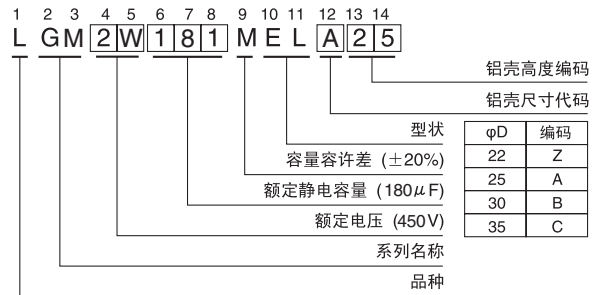 1 2 3 4 5 6 7 8 9 10 11 12 13 14
L G M 2 W 1 8 1 M E L A 2 5
铝壳高度编码
铝壳尺寸代码
型状
容量容许差 (±20%)
额定静电容量 (180μF)
额定电压 (450V)
系列名称
品种
φD 编码
22 Z
25 A
30 B
35 C